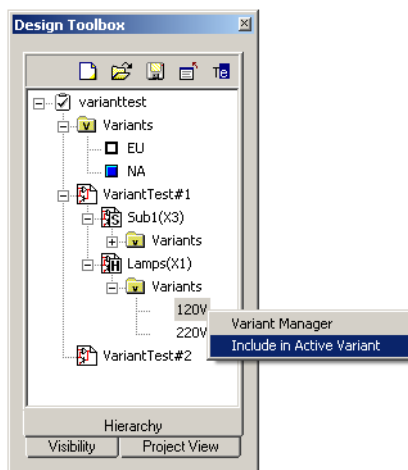 Design Toolbox
varianttest
Variants
EU
NA
VariantTest#1
Sub1(X3)
Variants
Lamps(X1)
Variants
120V
220V
Variant Manager
Include in Active Variant
VariantTest#2
Hierarchy
Visibility
Project View